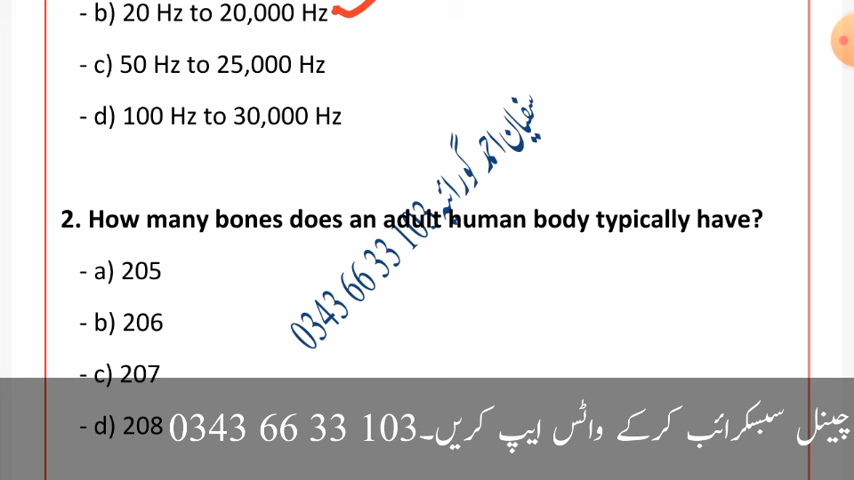 - b) 20 Hz to 20,000 Hz
- c) 50 Hz to 25,000 Hz
- d) 100 Hz to 30,000 Hz
سفیان احمد گورائیہ 103 33 66 0343
2. How many bones does an adult human body typically have?
- a) 205
- b) 206
- c) 207
- d) 208
چینل سبسکرائب کرکے واٹس ایپ کریں۔103 33 66 0343